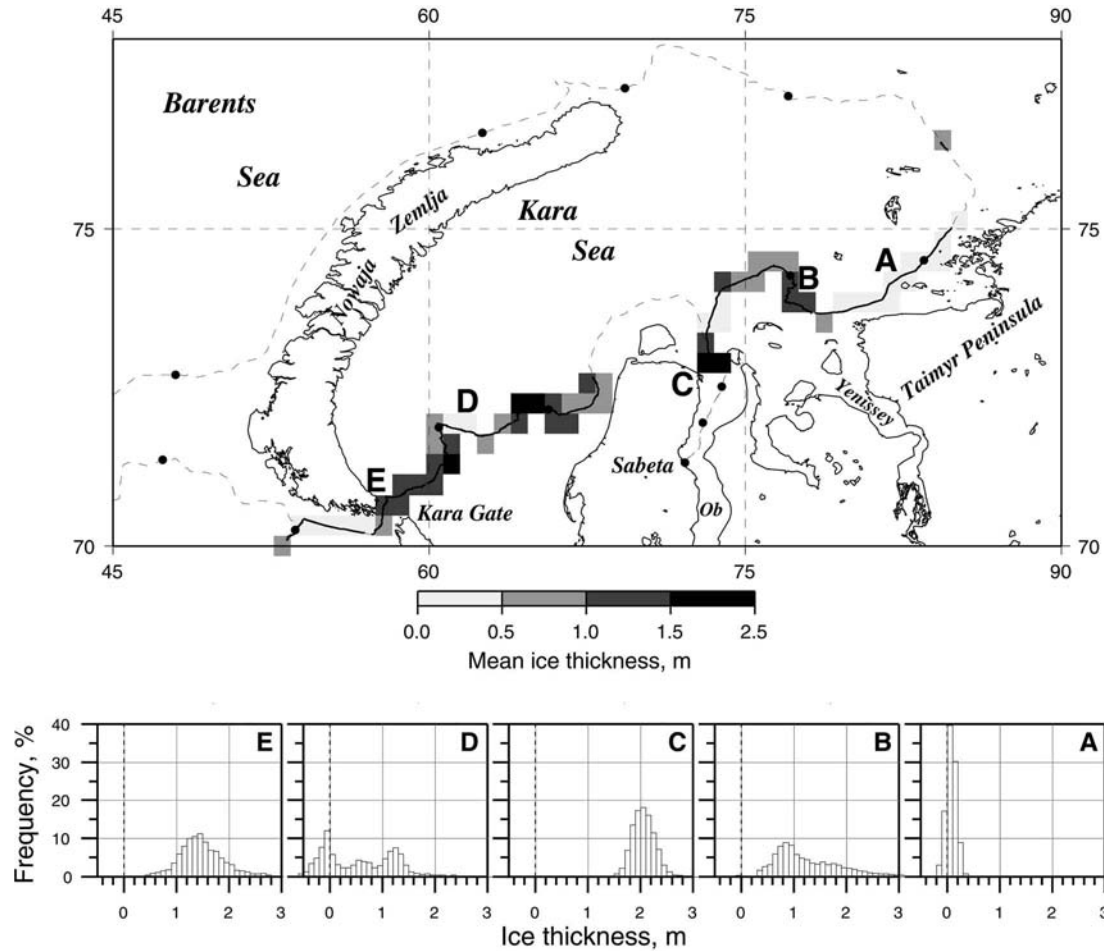 45 60 75 90
Barents
Sea
Zemlja
Nowaja
Kara
Sea
75 75
A
B
C
D
E
Taimyr Peninsula
Yenissey
Sabeta
Ob
Kara Gate
70 70
45 60 75 90
0.0 0.5 1.0 1.5 2.5
Mean ice thickness, m
Frequency, %
40
30
20
10
0
E D C B A
0 1 2 3 0 1 2 3 0 1 2 3 0 1 2 3 0 1 2 3
Ice thickness, m